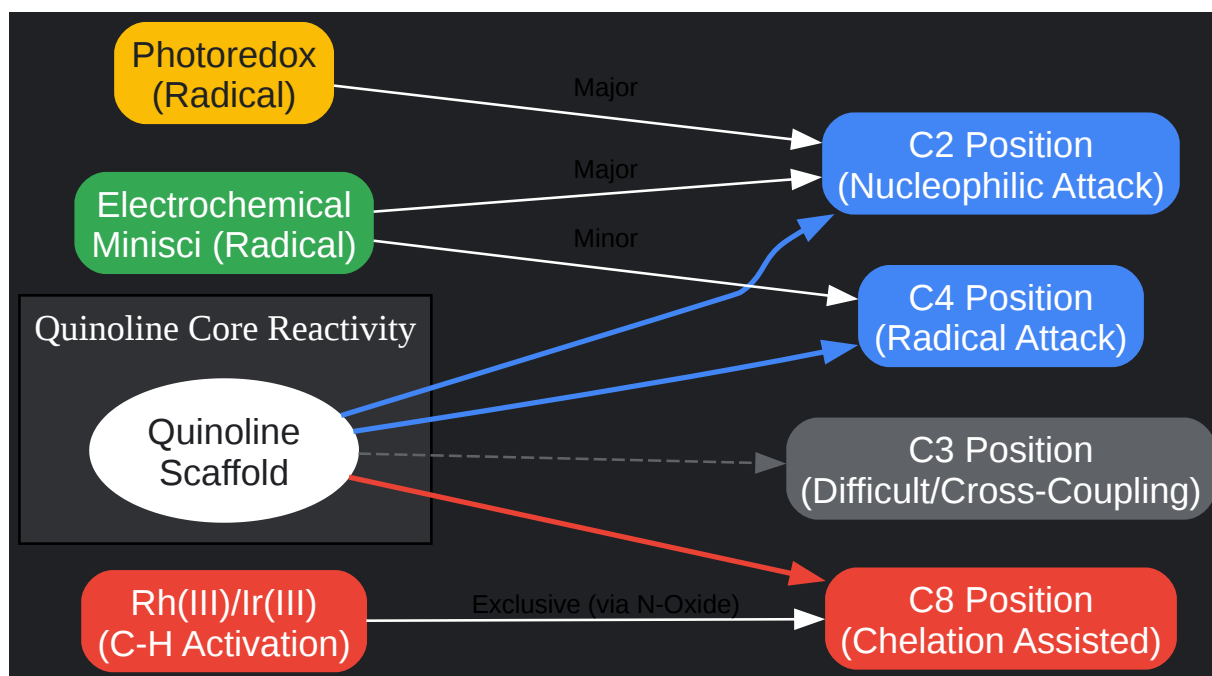 Photoredox
(Radical)
Major
C2 Position
(Nucleophilic Attack)
Electrochemical
Minisci (Radical)
Major
Minor
C4 Position
(Radical Attack)
Quinoline Core Reactivity
Quinoline
Scaffold
C3 Position
(Difficult/Cross-Coupling)
Rh(III)/Ir(III)
(C-H Activation)
Exclusive (via N-Oxide)
C8 Position
(Chelation Assisted)